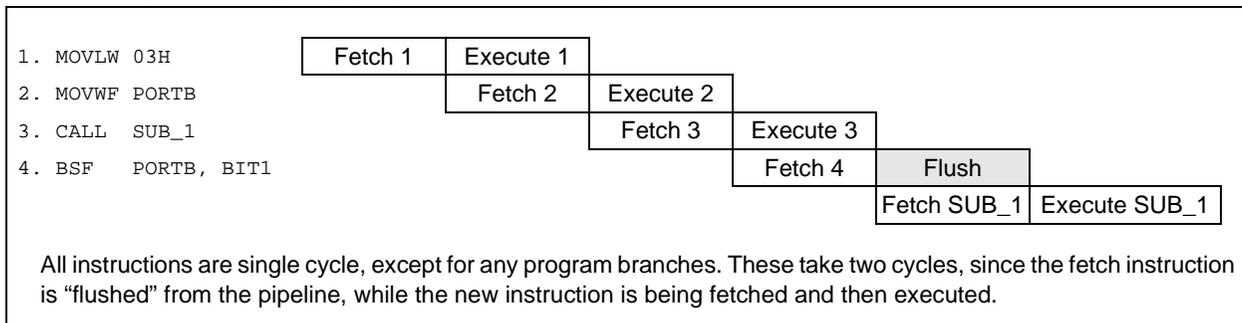 1. MOVLW 03H Fetch 1 Execute 1
2. MOVWF PORTB Fetch 2 Execute 2
3. CALL SUB_1 Fetch 3 Execute 3
4. BSF PORTB, BIT1 Fetch 4 Flush
Fetch SUB_1 Execute SUB_1
All instructions are single cycle, except for any program branches. These take two cycles, since the fetch instruction
is “flushed” from the pipeline, while the new instruction is being fetched and then executed.